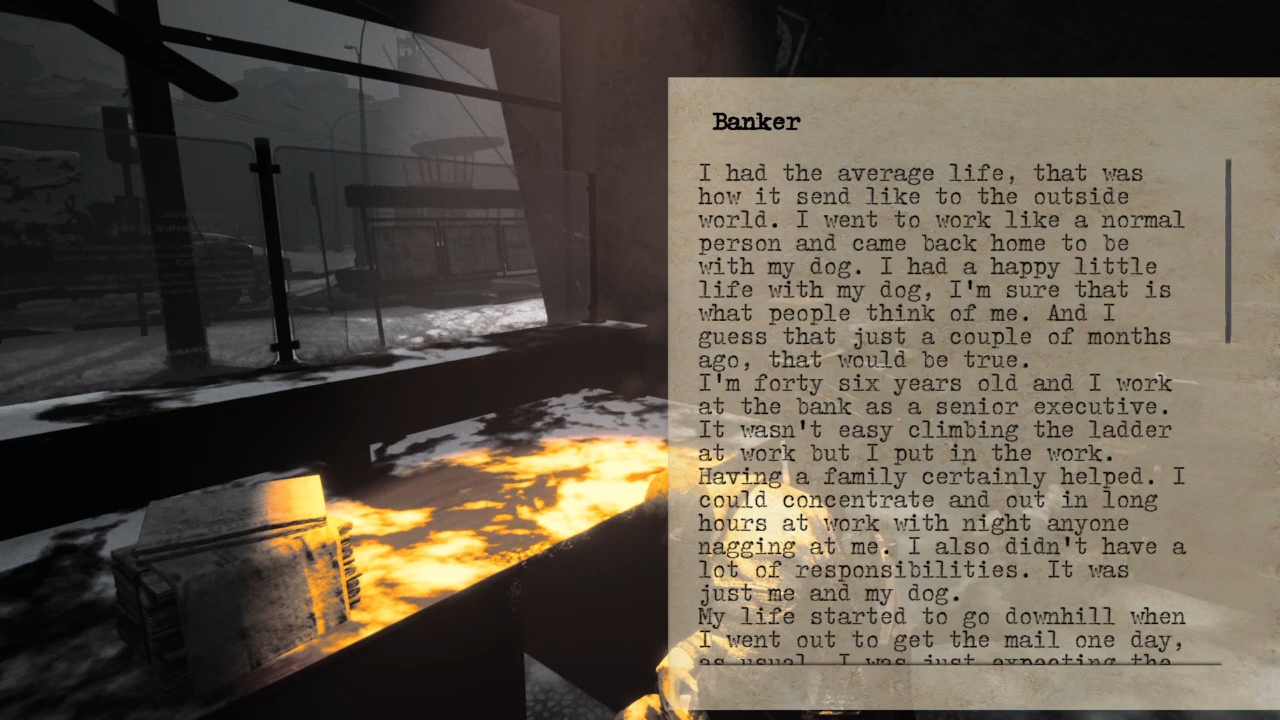 Banker
I had the average life, that was
how it send like to the outside
world. I went to work like a normal
person and came back home to be
with my dog. I had a happy little
life with my dog, I'm sure that is
what people think of me. And I
guess that just a couple of months
ago, that would be true.
I'm forty six years old and I work
at the bank as a senior executive.
It wasn't easy climbing the ladder
at work but I put in the work.
Having a family certainly helped. I
could concentrate and out in long
hours at work with night anyone
nagging at me. I also didn't have a
lot of responsibilities. It was
just me and my dog.
My life started to go downhill when
I went out to get the mail one day,
as usual. I was just expecting the